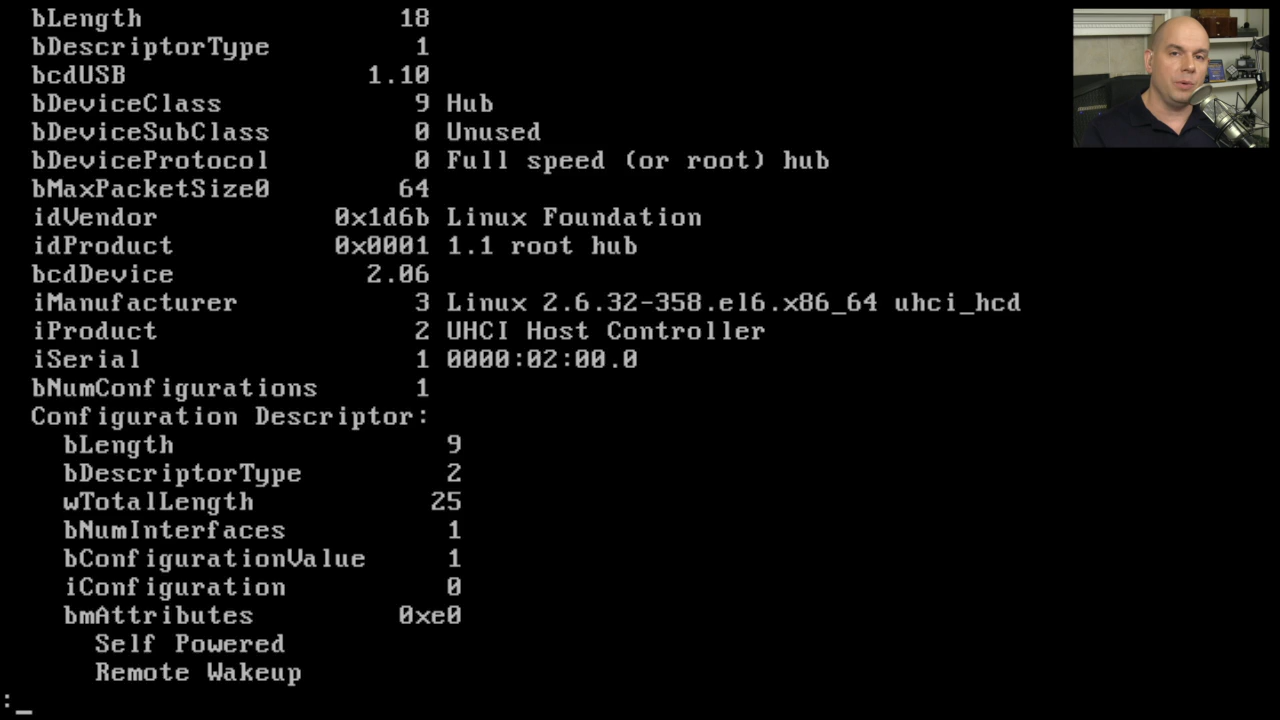 bLength 18
bDescriptorType 1
bcdUSB 1.10
bDeviceClass 9 Hub
bDeviceSubClass 0 Unused
bDeviceProtocol 0 Full speed (or root) hub
bMaxPacketSize0 64
idVendor 0x1d6b Linux Foundation
idProduct 0x0001 1.1 root hub
bcdDevice 2.06
iManufacturer 3 Linux 2.6.32-358.el6.x86_64 uhci_hcd
iProduct 2 UHCI Host Controller
iSerial 1 0000:02:00.0
bNumConfigurations 1
Configuration Descriptor:
bLength 9
bDescriptorType 2
wTotalLength 25
bNumInterfaces 1
bConfigurationValue 1
iConfiguration 0
bmAttributes 0xe0
Self Powered
Remote Wakeup
:_